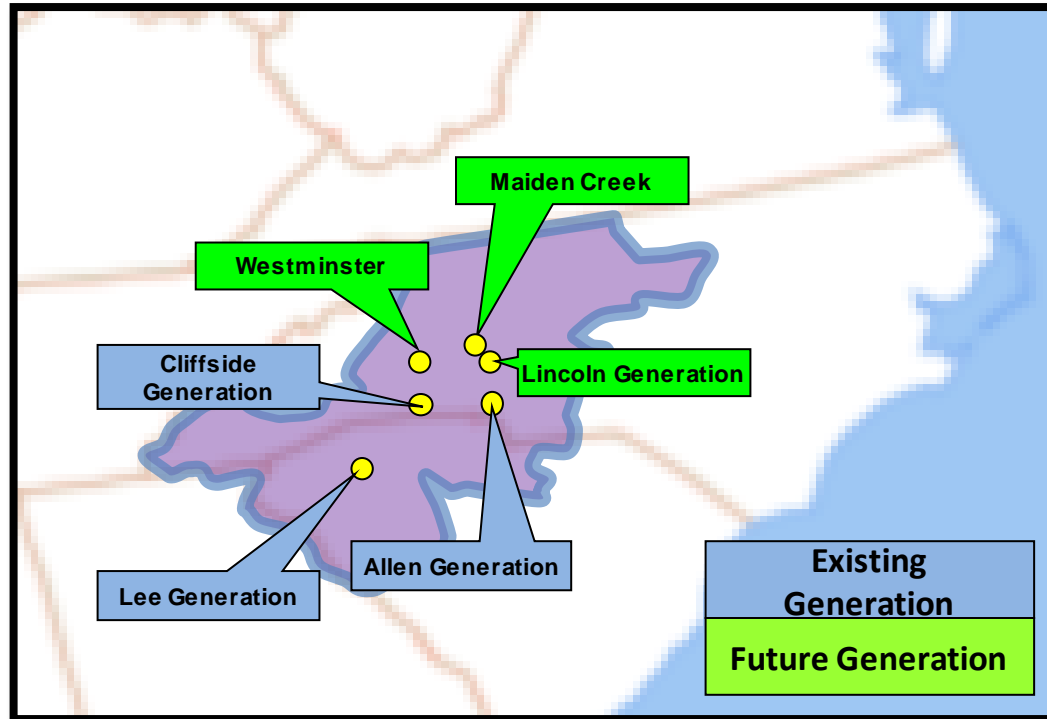 Maiden Creek
Westminster
Cliffside
Generation
Lincoln Generation
Allen Generation
Lee Generation
Existing
Generation
Future Generation